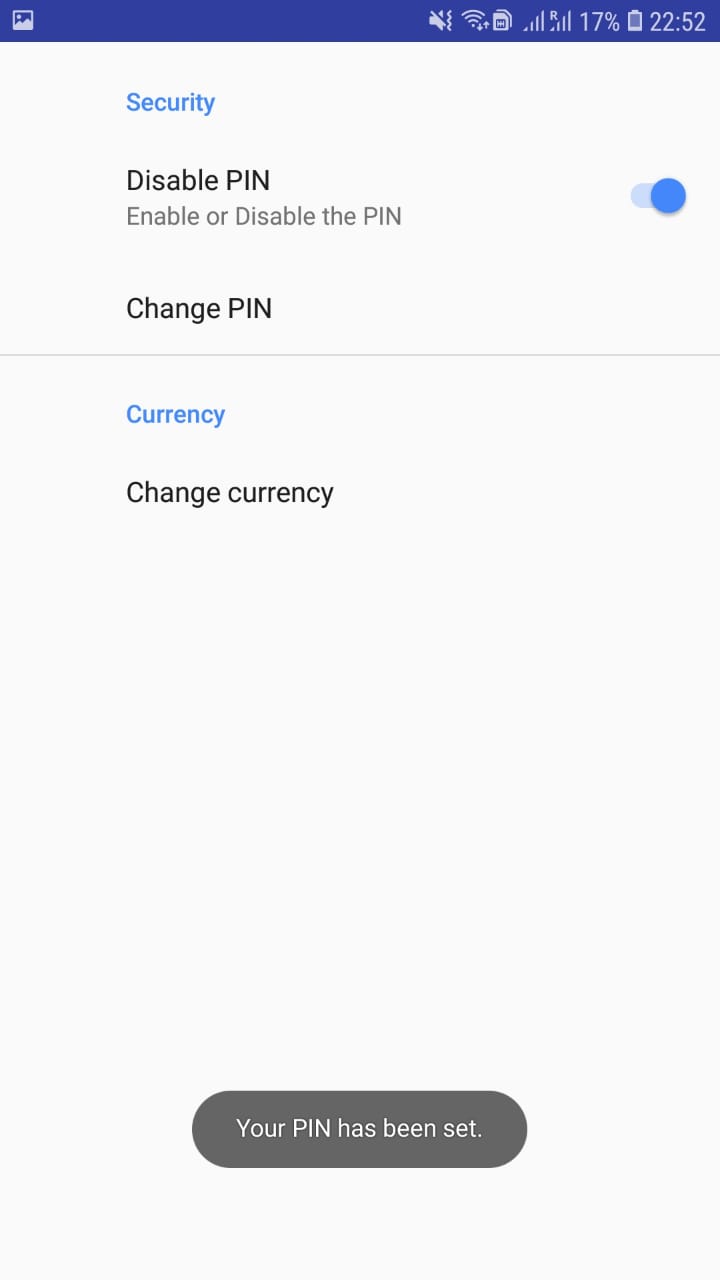 17% 22:52
Security
Disable PIN
Enable or Disable the PIN
Change PIN
Currency
Change currency
Your PIN has been set.